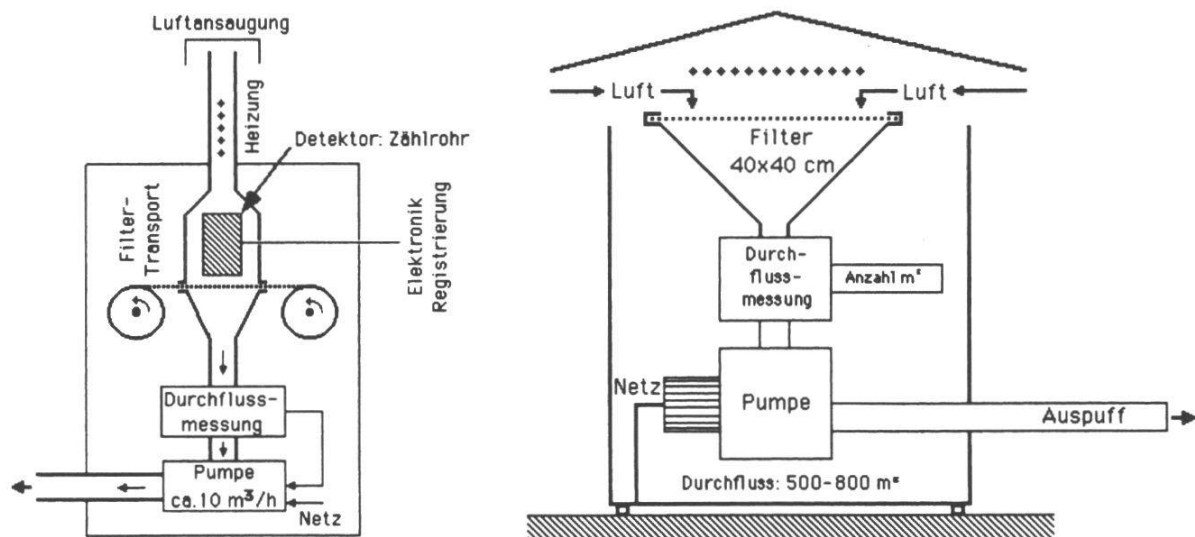 Luftansaugung
Heizung
Detektor: Zählrohr
Filter-
Transport
Elektronik
Registrierung
Durchfluss-
messung
Pumpe
ca.10 m³/h
Netz
Luft
Luft
Filter
40x40 cm
Durch-
fluss-
messung
Anzahl m³
Netz
Pumpe
Auspuff
Durchfluss: 500-800 m³